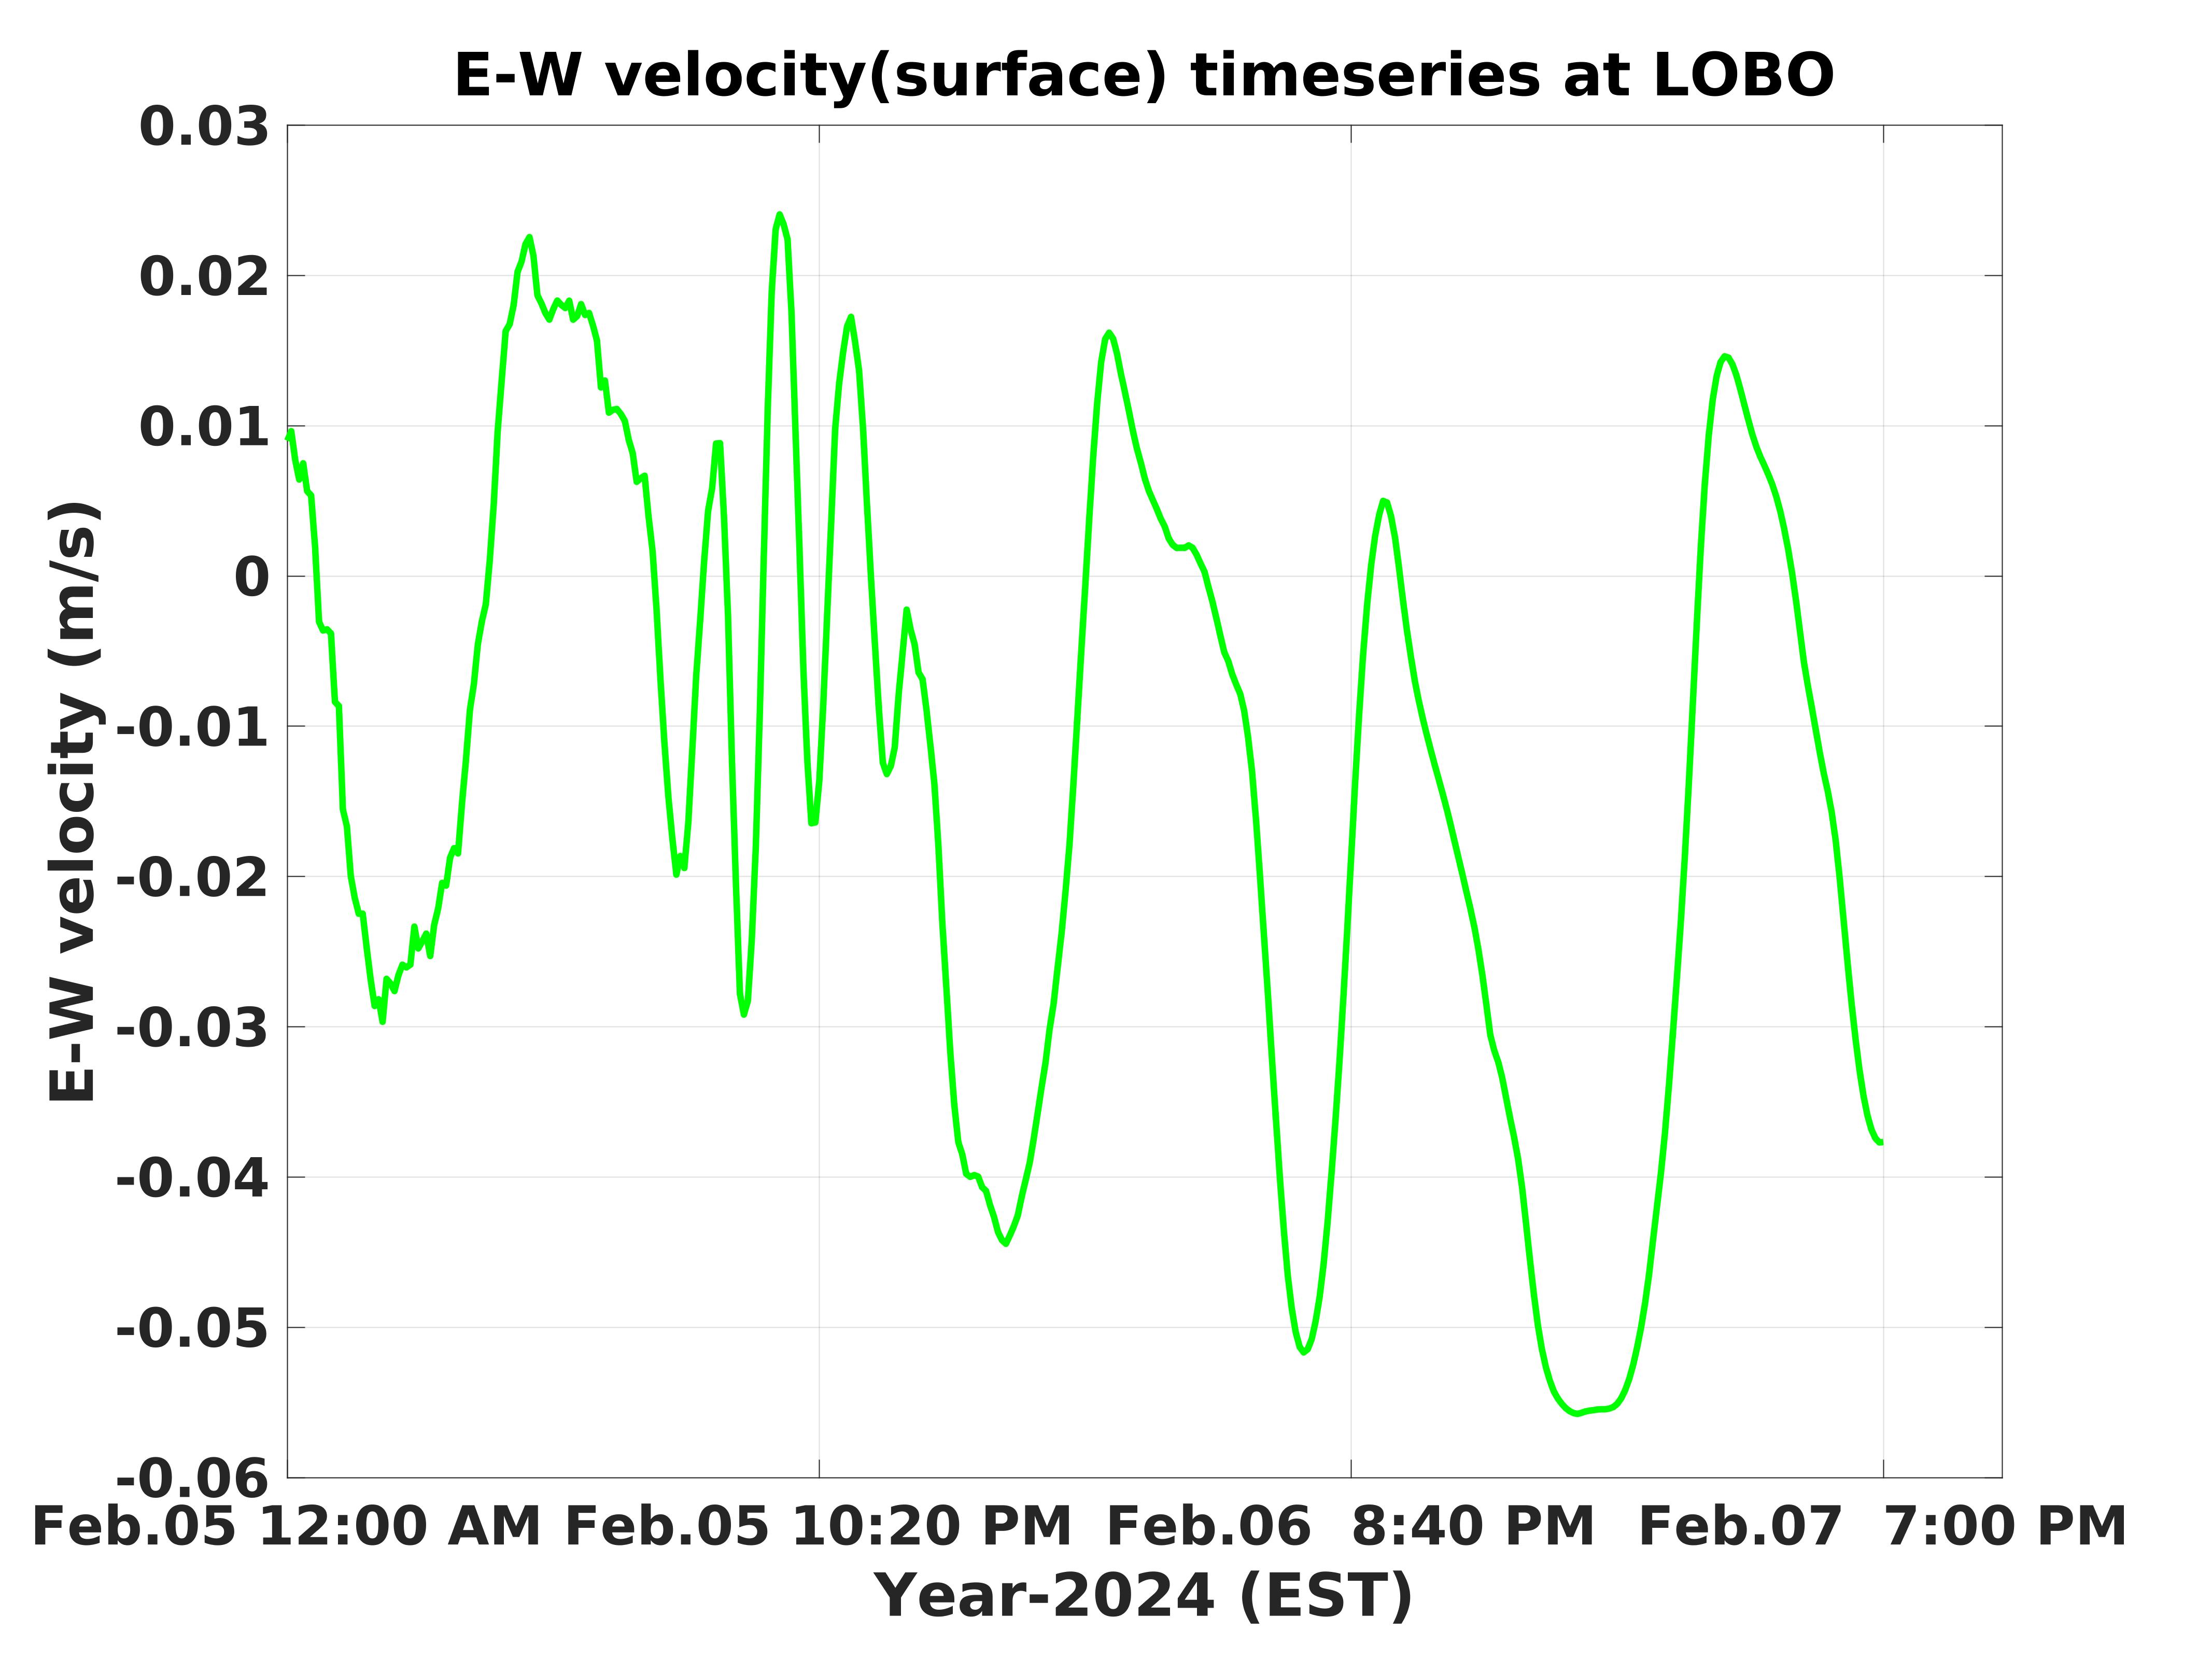 E-W velocity(surface) timeseries at LOBO
0.03
0.02
0.01
0
-0.01
-0.02
-0.03
-0.04
-0.05
-0.06
E-W velocity (m/s)
Feb.05 12:00 AM Feb.05 10:20 PM Feb.06 8:40 PM Feb.07 7:00 PM
Year-2024 (EST)